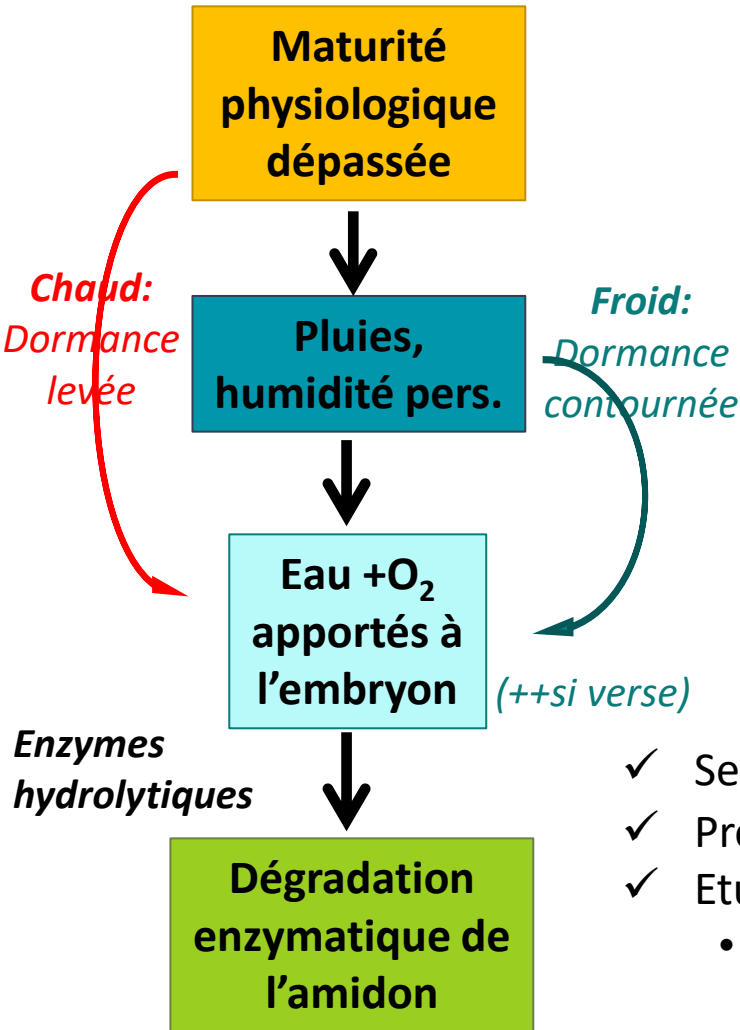 Maturité
physiologique
dépassée
Chaud:
Dormance
levée
Pluies,
humidité pers.
Froid:
Dormance
contournée
Eau +O₂
apportés à
l’embryon
(++si verse)
Enzymes
hydrolytiques
Dégradation
enzymatique de
l’amidon